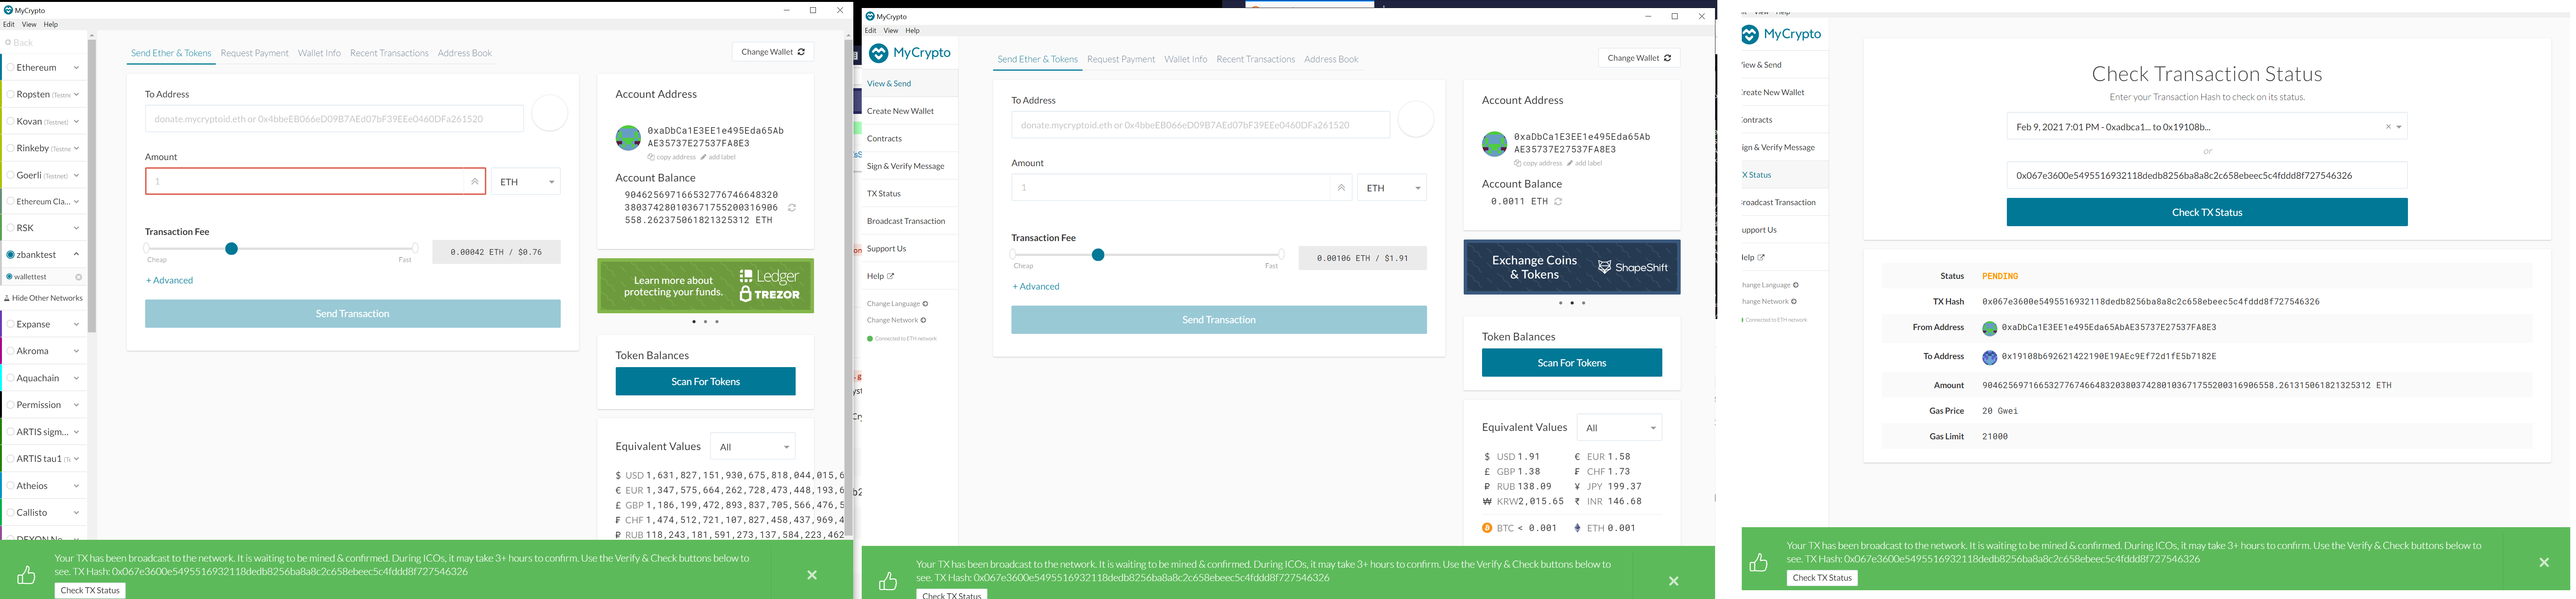 MyCrypto
Edit View Help
Back
Ethereum
Ropsten (Testne
Kovan (Testnet)
Rinkeby (Testne
Goerli (Testnet)
Ethereum Cla...
RSK
zbanktest
wallettest
Hide Other Networks
Expanse
Akroma
Aquachain
Permission
ARTIS sigm...
ARTIS tau1 (Te
Atheios
Callisto
Send Ether & Tokens Request Payment Wallet Info Recent Transactions Address Book
Change Wallet
To Address
donate.mycryptoid.eth or 0x4bbeEB066eD09B7AEd07bF39EEe0460DFa261520
Amount
1
ETH
Transaction Fee
Cheap Fast
0.00042 ETH / $0.76
+ Advanced
Send Transaction
Account Address
0xaDbCa1E3EE1e495Eda65Ab
AE35737E27537FA8E3
copy address add label
Account Balance
904625697166532776746648320
380374280103671755200316906
558.262375061821325312 ETH
Learn more about
protecting your funds.
Ledger
TREZOR
Token Balances
Scan For Tokens
Equivalent Values All
$ USD 1,631,827,151,930,675,818,044,015,6
€ EUR 1,347,575,664,262,728,473,448,193,6
£ GBP 1,186,199,472,893,837,705,566,476,5
₣ CHF 1,474,512,721,107,827,458,437,969,4
₽ RUB 118,243,181,591,273,137,584,223,462
Your TX has been broadcast to the network. It is waiting to be mined & confirmed. During ICOs, it may take 3+ hours to confirm. Use the Verify & Check buttons below to
see. TX Hash: 0x067e3600e5495516932118dedb8256ba8a8c2c658ebeec5c4fddd8f727546326
Check TX Status
MyCrypto
Edit View Help
MyCrypto
View & Send
Create New Wallet
Contracts
Sign & Verify Message
TX Status
Broadcast Transaction
Support Us
Help
Change Language
Change Network
Connected to ETH network
Send Ether & Tokens Request Payment Wallet Info Recent Transactions Address Book
Change Wallet
To Address
donate.mycryptoid.eth or 0x4bbeEB066eD09B7AEd07bF39EEe0460DFa261520
Amount
1
ETH
Transaction Fee
Cheap Fast
0.00106 ETH / $1.91
+ Advanced
Send Transaction
Account Address
0xaDbCa1E3EE1e495Eda65Ab
AE35737E27537FA8E3
copy address add label
Account Balance
0.0011 ETH
Exchange Coins
& Tokens
ShapeShift
Token Balances
Scan For Tokens
Equivalent Values All
$ USD 1.91 € EUR 1.58
£ GBP 1.38 ₣ CHF 1.73
₽ RUB 138.09 ¥ JPY 199.37
₩ KRW 2,015.65 ₹ INR 146.68
BTC < 0.001 ETH 0.001
Your TX has been broadcast to the network. It is waiting to be mined & confirmed. During ICOs, it may take 3+ hours to confirm. Use the Verify & Check buttons below to
see. TX Hash: 0x067e3600e5495516932118dedb8256ba8a8c2c658ebeec5c4fddd8f727546326
Check TX Status
MyCrypto
iew & Send
reate New Wallet
ontracts
ign & Verify Message
X Status
roadcast Transaction
upport Us
elp
hange Language
hange Network
Connected to ETH network
Check Transaction Status
Enter your Transaction Hash to check on its status.
Feb 9, 2021 7:01 PM - 0xadbca1... to 0x19108b...
or
0x067e3600e5495516932118dedb8256ba8a8c2c658ebeec5c4fddd8f727546326
Check TX Status
Status PENDING
TX Hash 0x067e3600e5495516932118dedb8256ba8a8c2c658ebeec5c4fddd8f727546326
From Address 0xaDbCa1E3EE1e495Eda65AbAE35737E27537FA8E3
To Address 0x19108b692621422190E19AEc9Ef72d1fE5b7182E
Amount 904625697166532776746648320380374280103671755200316906558.261315061821325312 ETH
Gas Price 20 Gwei
Gas Limit 21000
Your TX has been broadcast to the network. It is waiting to be mined & confirmed. During ICOs, it may take 3+ hours to confirm. Use the Verify & Check buttons below to
see. TX Hash: 0x067e3600e5495516932118dedb8256ba8a8c2c658ebeec5c4fddd8f727546326
Check TX Status